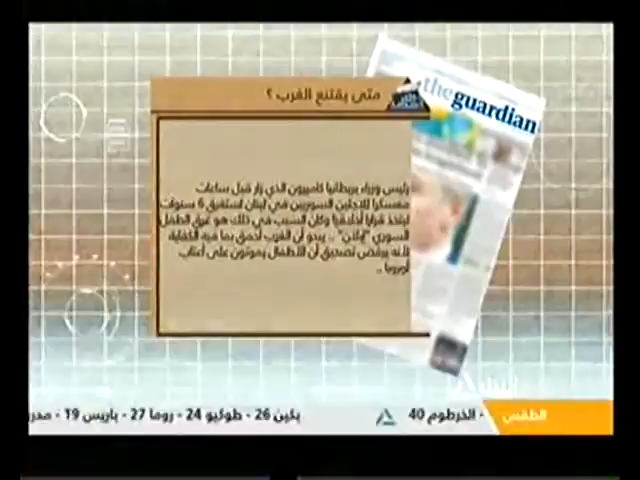 the guardian
متى يقتنع الغرب ؟
رئيس وزراء بريطانيا كاميرون الذي زار قبل ساعات
معسكرا للاجئين السوريين في لبنان استغرق 6 سنوات
ليتخذ قرارا أخلاقيا وكان السبب في ذلك هو غرق الطفل
السوري "إيلان" .. يبدو أن الغرب أحمق بما فيه الكفاية
لأنه يرفض تصديق أن الأطفال يموتون على أعتاب
أوروبا ..
الطقس
- الخرطوم 40
بكين 26 - طوكيو 24 - روما 27 - باريس 19 - مدر